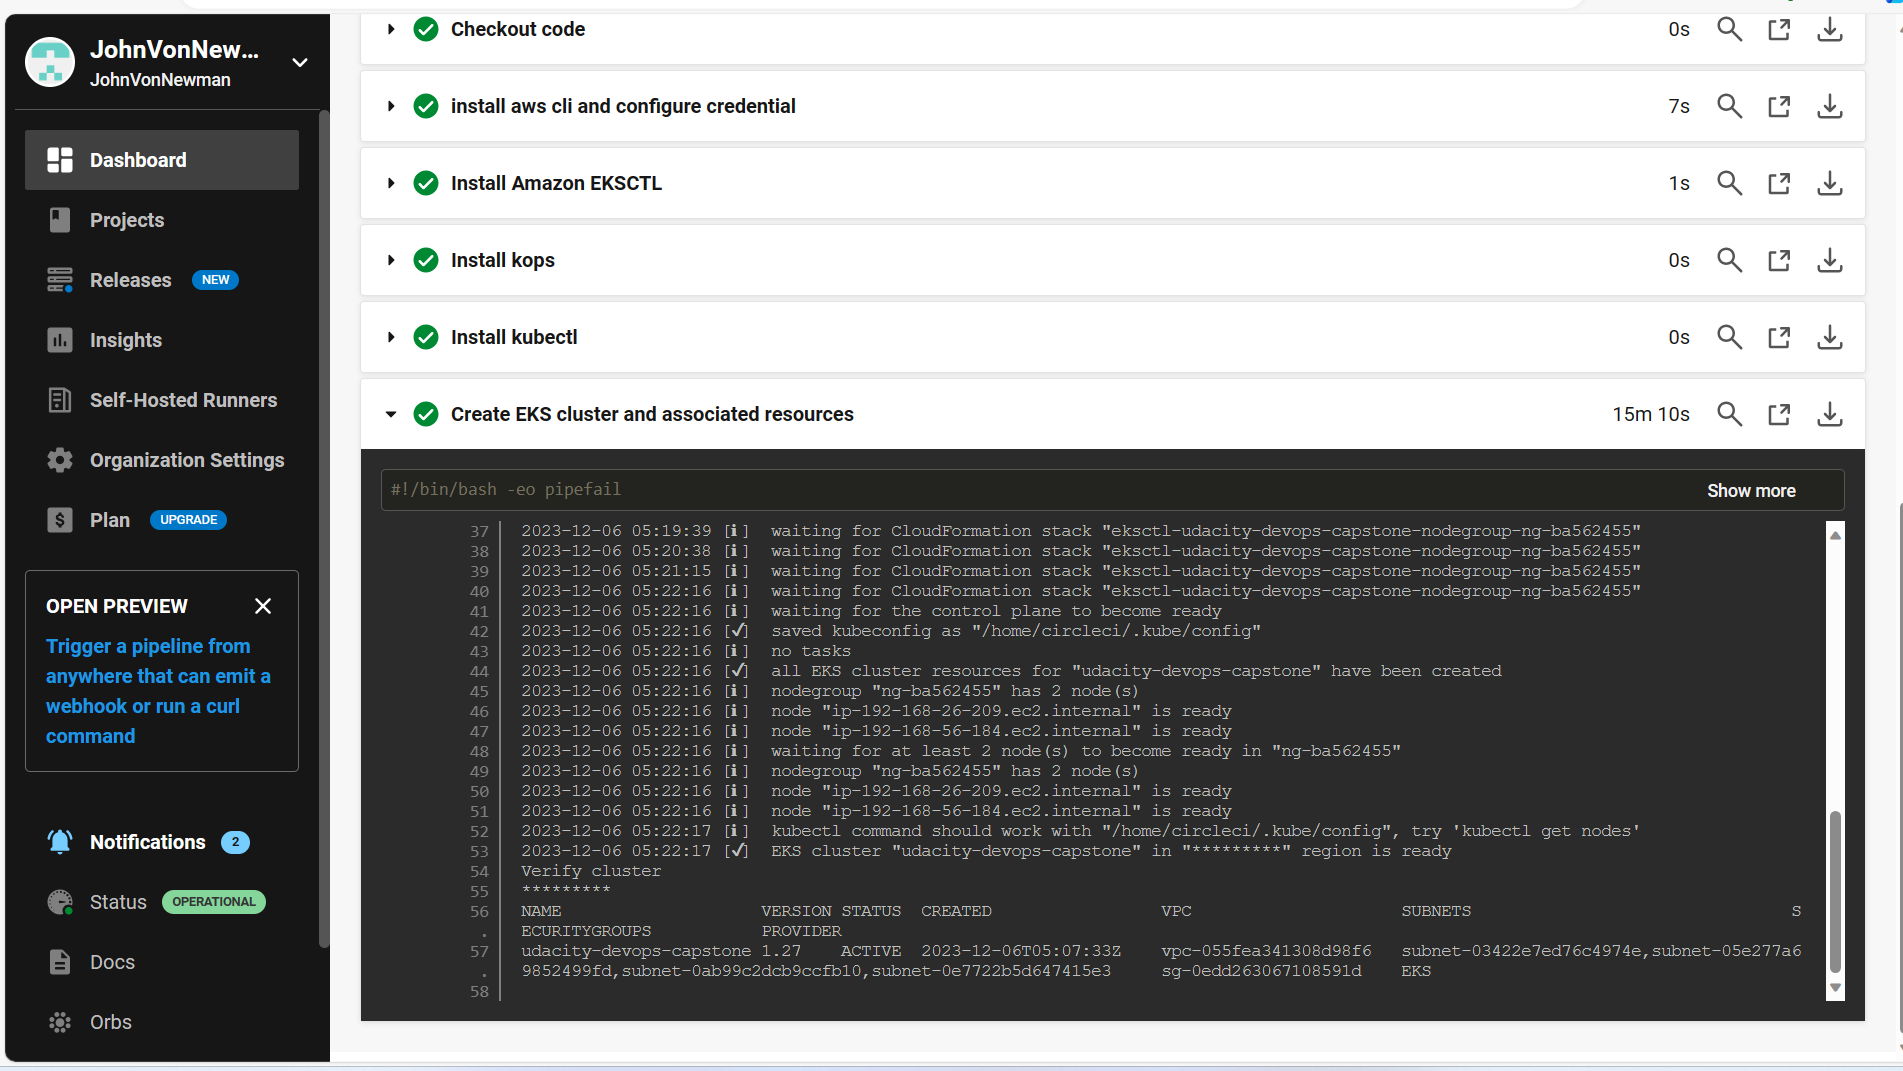 JohnVonNew...
JohnVonNewman
Dashboard
Projects
Releases NEW
Insights
Self-Hosted Runners
Organization Settings
Plan UPGRADE
OPEN PREVIEW
Trigger a pipeline from
anywhere that can emit a
webhook or run a curl
command
Notifications 2
Status OPERATIONAL
Docs
Orbs
Checkout code 0s
install aws cli and configure credential 7s
Install Amazon EKSCTL 1s
Install kops 0s
Install kubectl 0s
Create EKS cluster and associated resources 15m 10s
#!/bin/bash -eo pipefail Show more
37 2023-12-06 05:19:39 [ℹ] waiting for CloudFormation stack "eksctl-udacity-devops-capstone-nodegroup-ng-ba562455"
38 2023-12-06 05:20:38 [ℹ] waiting for CloudFormation stack "eksctl-udacity-devops-capstone-nodegroup-ng-ba562455"
39 2023-12-06 05:21:15 [ℹ] waiting for CloudFormation stack "eksctl-udacity-devops-capstone-nodegroup-ng-ba562455"
40 2023-12-06 05:22:16 [ℹ] waiting for CloudFormation stack "eksctl-udacity-devops-capstone-nodegroup-ng-ba562455"
41 2023-12-06 05:22:16 [ℹ] waiting for the control plane to become ready
42 2023-12-06 05:22:16 [✔] saved kubeconfig as "/home/circleci/.kube/config"
43 2023-12-06 05:22:16 [ℹ] no tasks
44 2023-12-06 05:22:16 [✔] all EKS cluster resources for "udacity-devops-capstone" have been created
45 2023-12-06 05:22:16 [ℹ] nodegroup "ng-ba562455" has 2 node(s)
46 2023-12-06 05:22:16 [ℹ] node "ip-192-168-26-209.ec2.internal" is ready
47 2023-12-06 05:22:16 [ℹ] node "ip-192-168-56-184.ec2.internal" is ready
48 2023-12-06 05:22:16 [ℹ] waiting for at least 2 node(s) to become ready in "ng-ba562455"
49 2023-12-06 05:22:16 [ℹ] nodegroup "ng-ba562455" has 2 node(s)
50 2023-12-06 05:22:16 [ℹ] node "ip-192-168-26-209.ec2.internal" is ready
51 2023-12-06 05:22:16 [ℹ] node "ip-192-168-56-184.ec2.internal" is ready
52 2023-12-06 05:22:17 [ℹ] kubectl command should work with "/home/circleci/.kube/config", try 'kubectl get nodes'
53 2023-12-06 05:22:17 [✔] EKS cluster "udacity-devops-capstone" in "*********" region is ready
54 Verify cluster
55 *********
56 NAME VERSION STATUS CREATED VPC SUBNETS S
. ECURITYGROUPS PROVIDER
57 udacity-devops-capstone 1.27 ACTIVE 2023-12-06T05:07:33Z vpc-055fea341308d98f6 subnet-03422e7ed76c4974e,subnet-05e277a6
. 9852499fd,subnet-0ab99c2dcb9ccfb10,subnet-0e7722b5d647415e3 sg-0edd263067108591d EKS
58